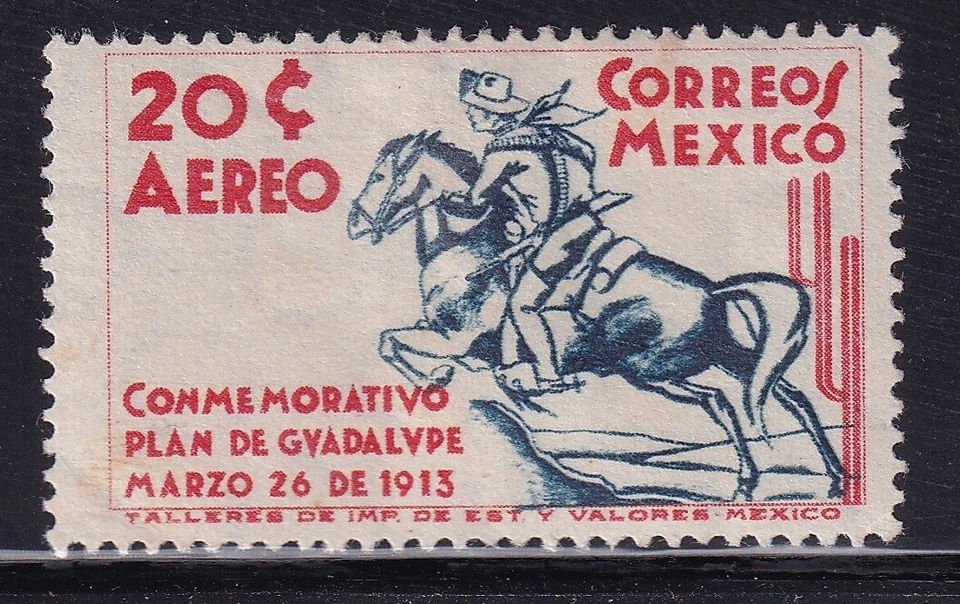 20¢
AEREO
CORREOS
MEXICO
CONMEMORATIVO
PLAN DE GVADALVPE
MARZO 26 DE 1913
TALLERES DE IMP. DE EST. Y VALORES-MEXICO